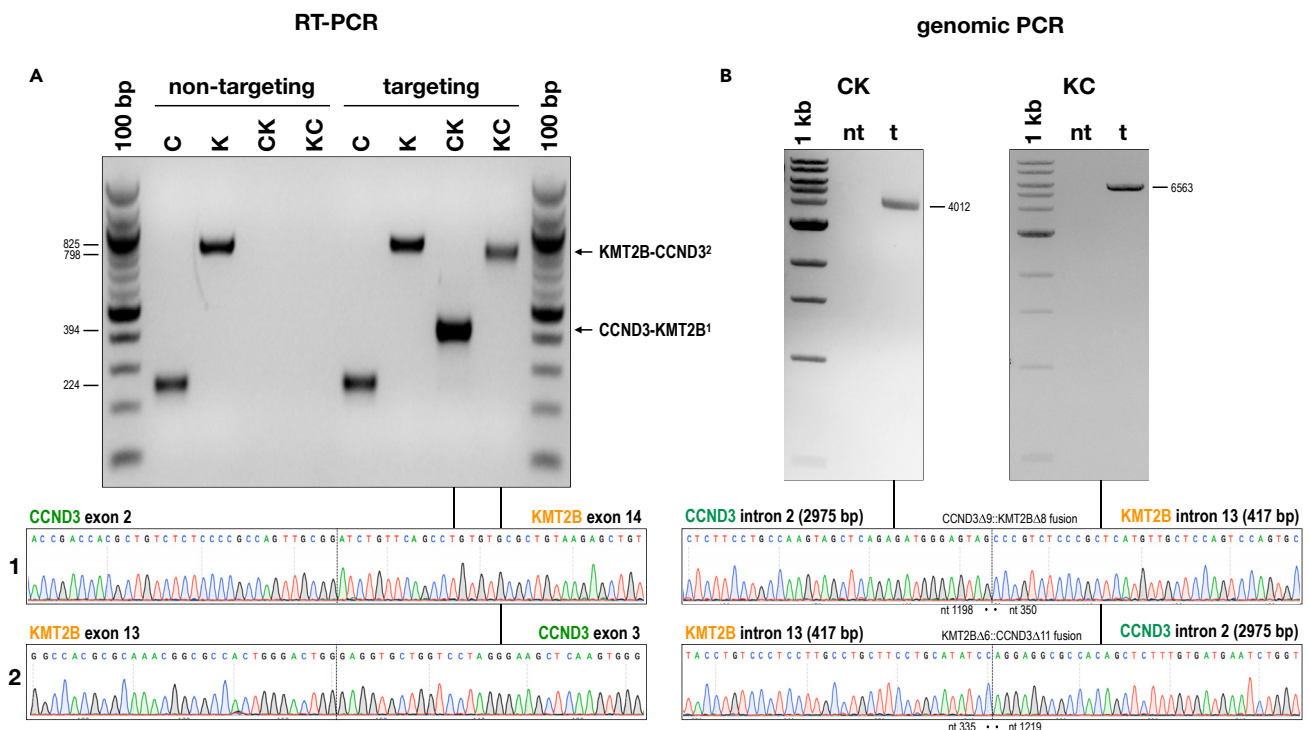 RT-PCR
genomic PCR
A
non-targeting
targeting
100 bp
C
K
CK
KC
C
K
CK
KC
100 bp
825
798
394
224
KMT2B-CCND3²
CCND3-KMT2B¹
B
CK
KC
1 kb
nt
t
1 kb
nt
t
4012
6563
1
CCND3 exon 2
KMT2B exon 14
ACCGACCACGCTGTCTCTCCCCGCCAGTTGCGGATCTGTTCAGCCTGTGTGCGCTGTAAGAGCTGT
2
KMT2B exon 13
CCND3 exon 3
GGCCACGCGCAAACGGCGCCACTGGGACTGGGAGGTGCTGGTCCTAGGGAAGCTCAAGTGGG
CCND3 intron 2 (2975 bp)
CCND3Δ9::KMT2BΔ8 fusion
KMT2B intron 13 (417 bp)
CTCTTCCTGCCAAGTAGCTCAGAGATGGGAGTAGCCCGTCTCCCCGCTCATGTTGCTCCAGTCCAGTGC
nt 1198 • • nt 350
KMT2B intron 13 (417 bp)
KMT2BΔ6::CCND3Δ11 fusion
CCND3 intron 2 (2975 bp)
TACCTGTCCCTCCTTGCCTGCTTCCTGCATATCCAGGAGGCGCCACAGCTCTTTGTGATGAATCTGGT
nt 335 • • nt 1219